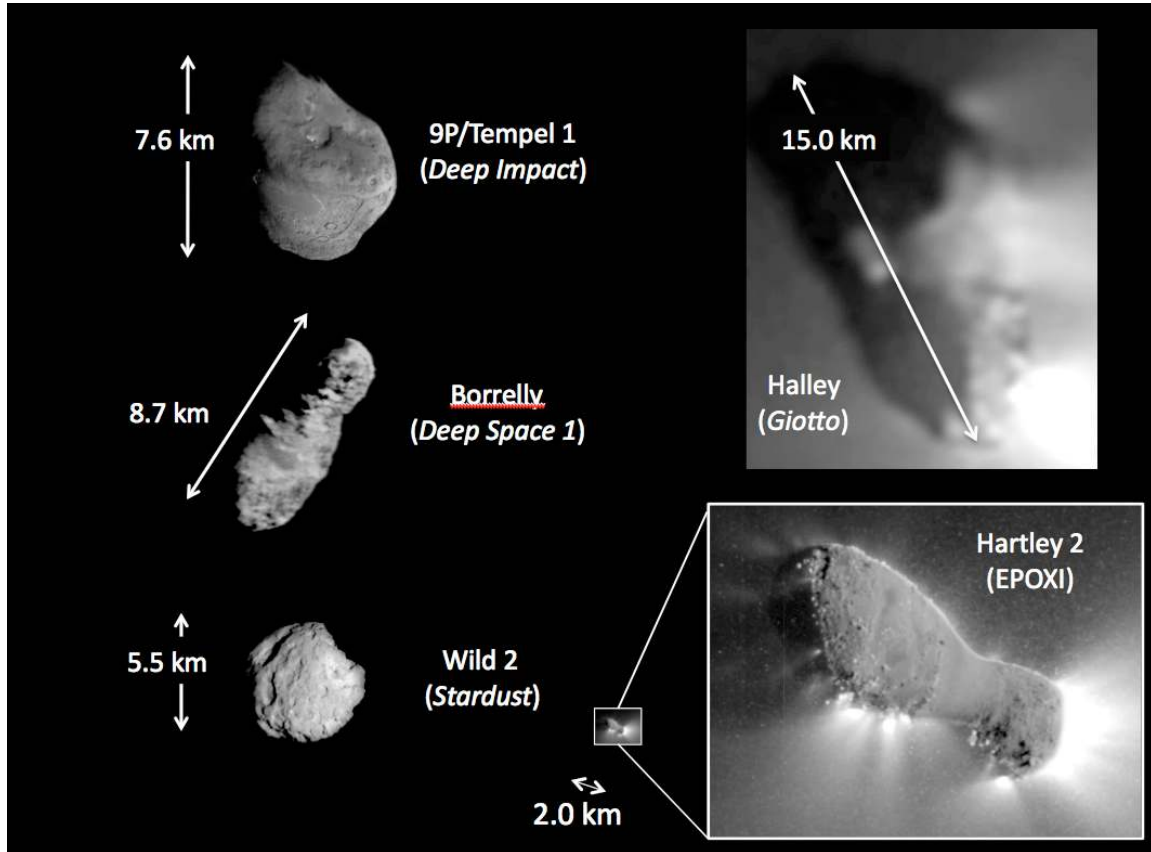 7.6 km
9P/Tempel 1
(Deep Impact)
15.0 km
Halley
(Giotto)
8.7 km
Borrelly
(Deep Space 1)
Hartley 2
(EPOXI)
5.5 km
Wild 2
(Stardust)
2.0 km